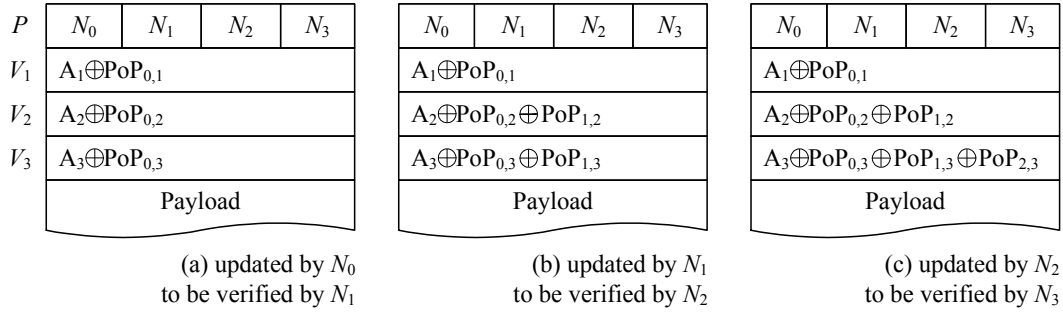 P N₀ N₁ N₂ N₃ N₀ N₁ N₂ N₃ N₀ N₁ N₂ N₃
V₁ A₁⊕PoP₀,₁ A₁⊕PoP₀,₁ A₁⊕PoP₀,₁
V₂ A₂⊕PoP₀,₂ A₂⊕PoP₀,₂⊕PoP₁,₂ A₂⊕PoP₀,₂⊕PoP₁,₂
V₃ A₃⊕PoP₀,₃ A₃⊕PoP₀,₃⊕PoP₁,₃ A₃⊕PoP₀,₃⊕PoP₁,₃⊕PoP₂,₃
Payload Payload Payload
(a) updated by N₀ (b) updated by N₁ (c) updated by N₂
to be verified by N₁ to be verified by N₂ to be verified by N₃